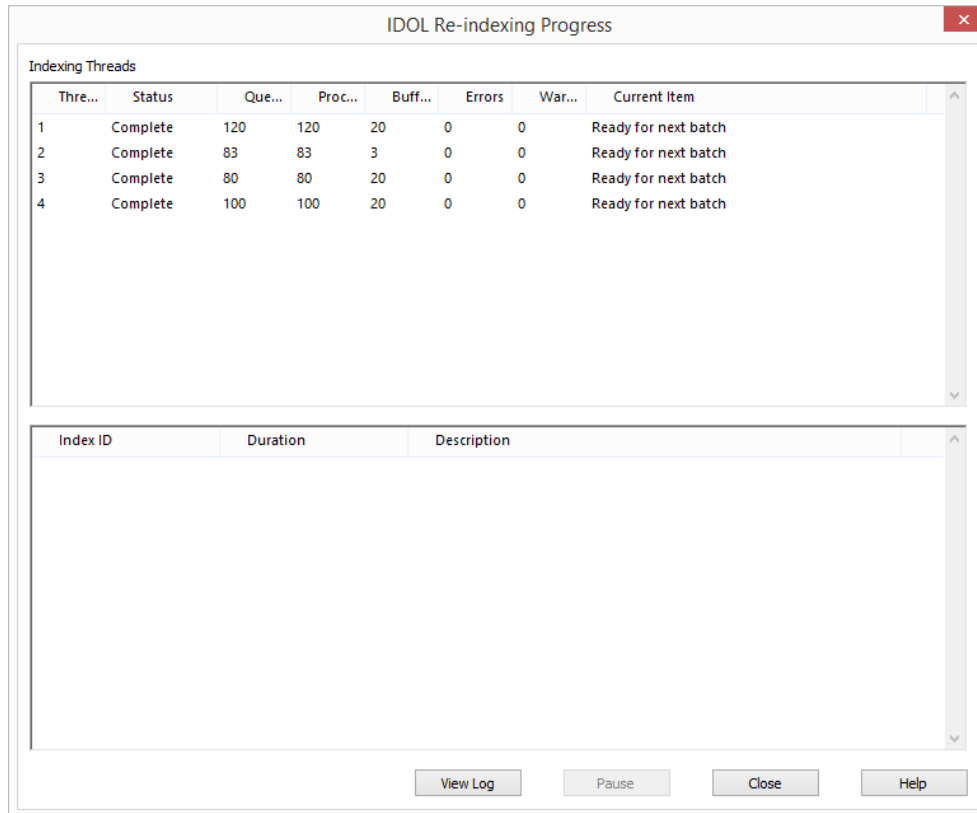 IDOL Re-indexing Progress
Indexing Threads
Thre... Status Que... Proc... Buff... Errors War... Current Item
1 Complete 120 120 20 0 0 Ready for next batch
2 Complete 83 83 3 0 0 Ready for next batch
3 Complete 80 80 20 0 0 Ready for next batch
4 Complete 100 100 20 0 0 Ready for next batch
Index ID Duration Description
View Log Pause Close Help